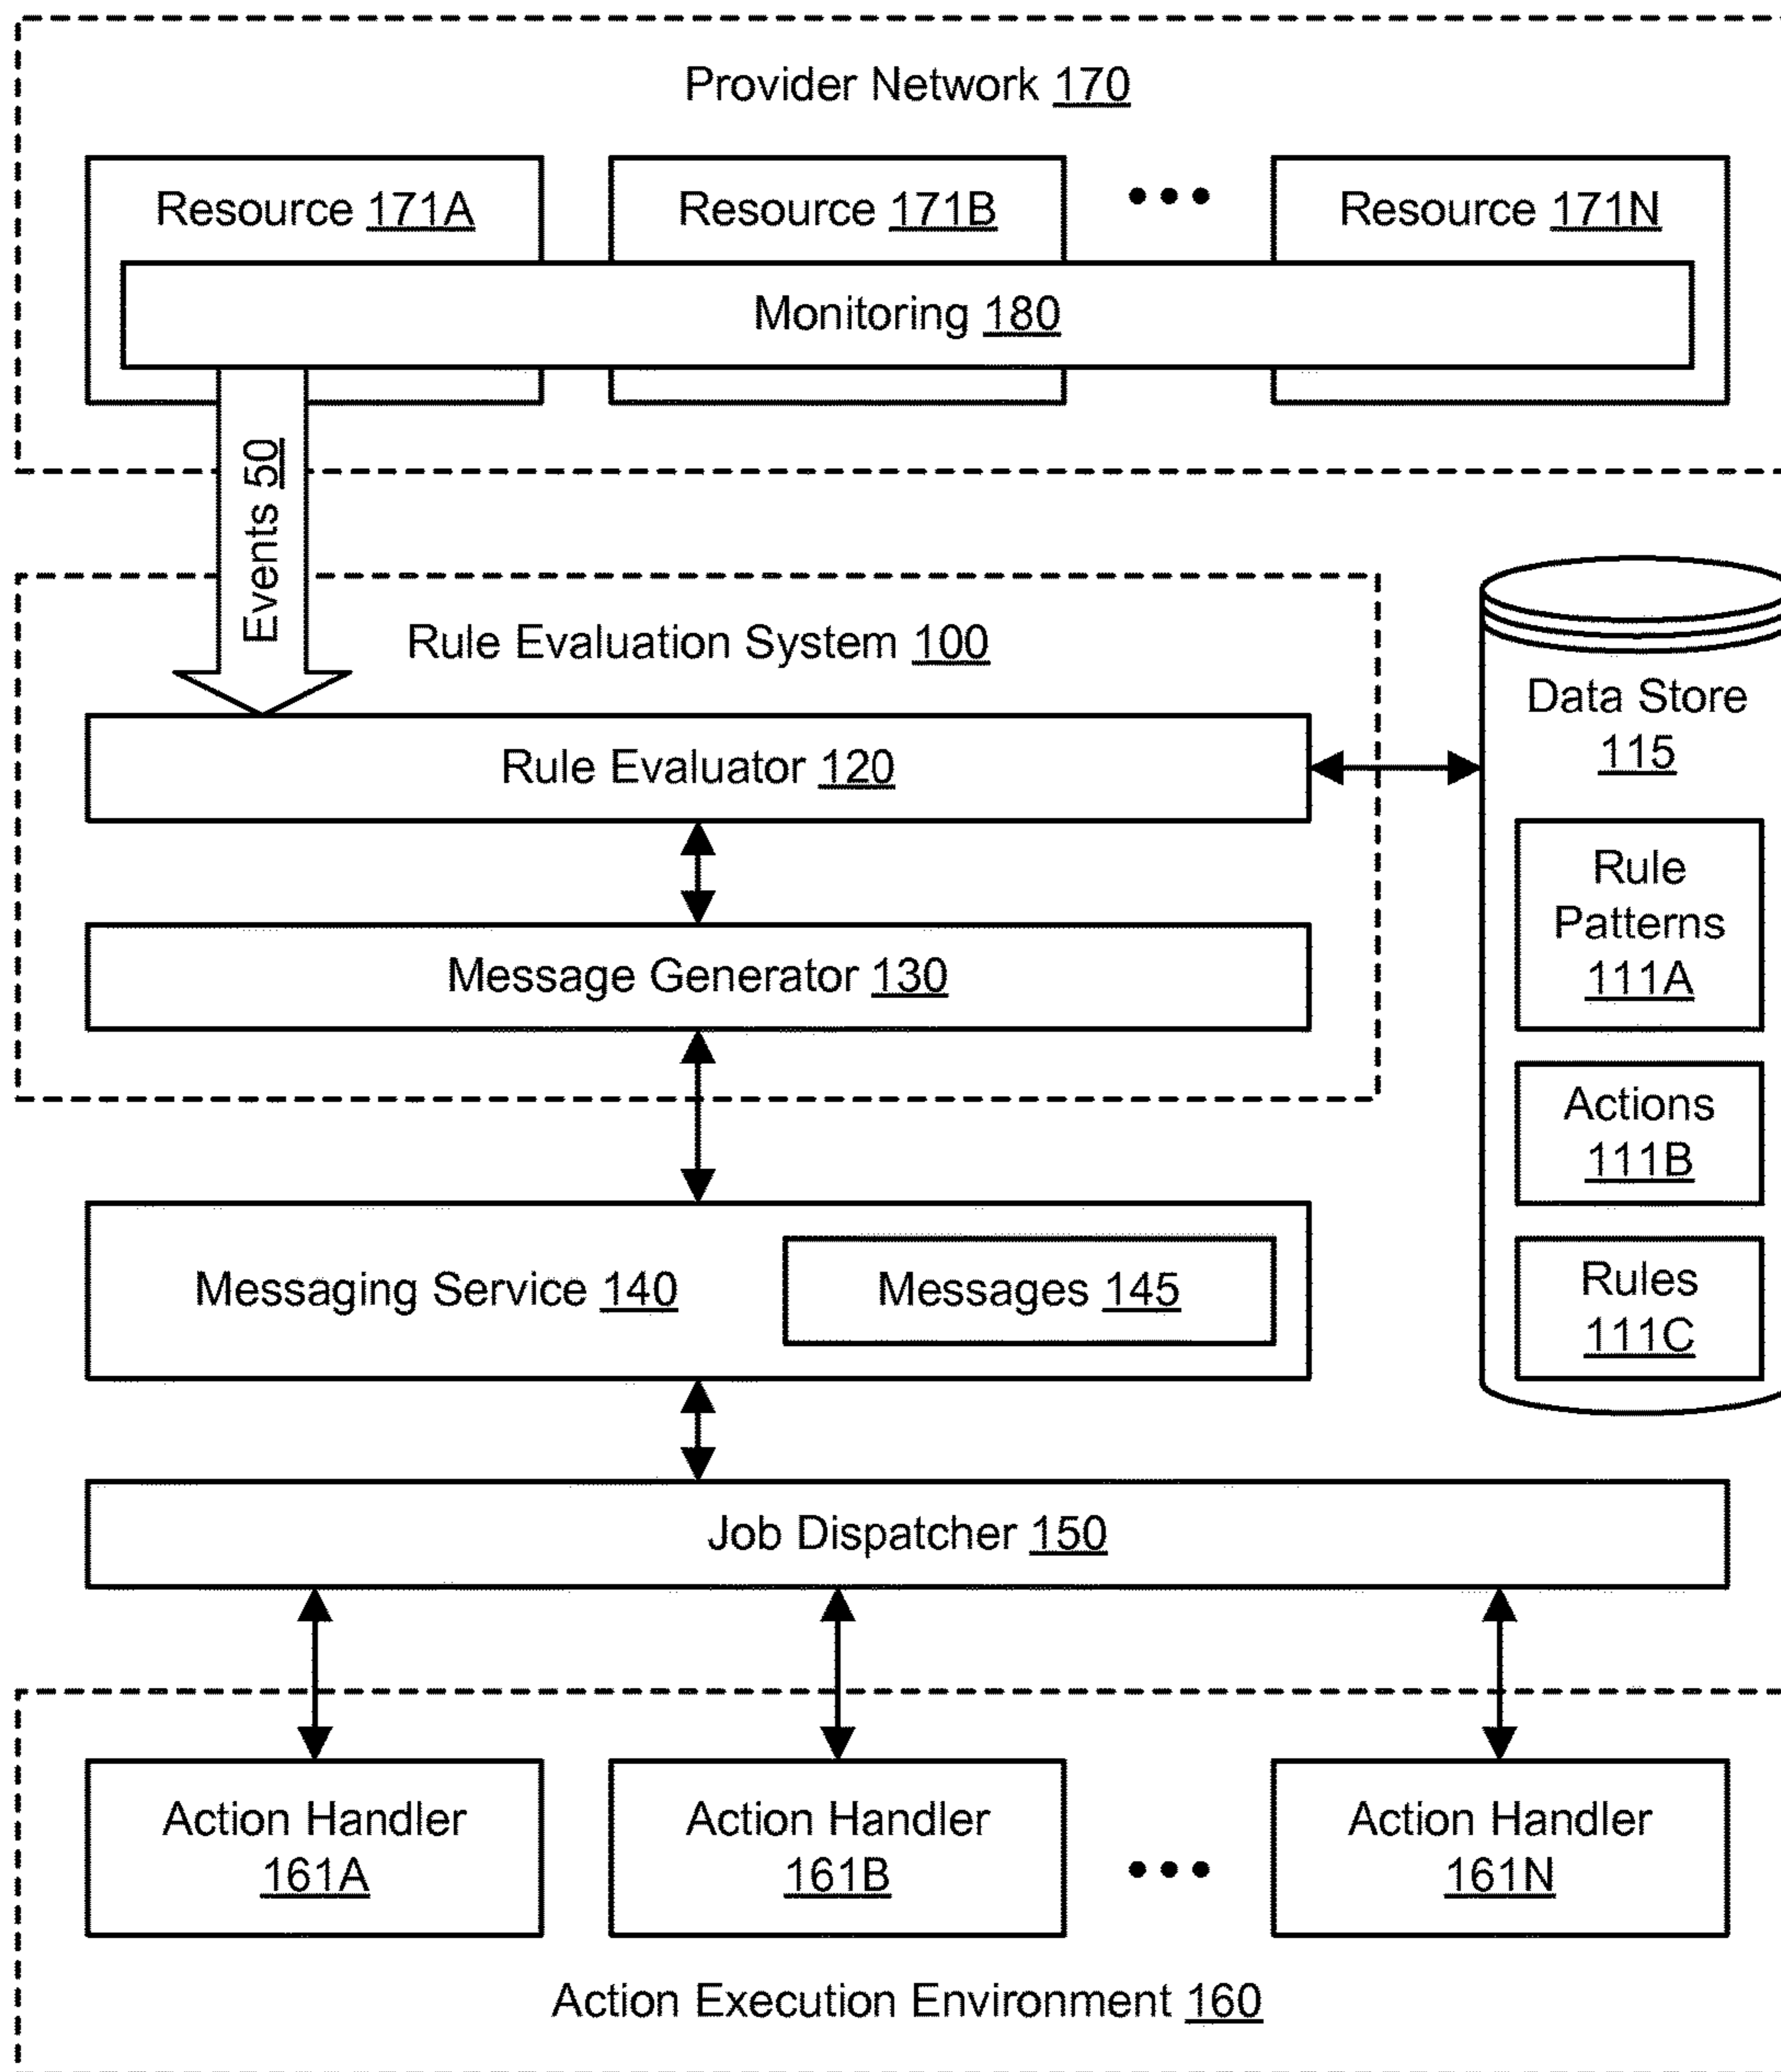 Provider Network 170
Resource 171A
Resource 171B
Resource 171N
Monitoring 180
Events 50
Rule Evaluation System 100
Rule Evaluator 120
Message Generator 130
Data Store
115
Rule
Patterns
111A
Actions
111B
Rules
111C
Messaging Service 140
Messages 145
Job Dispatcher 150
Action Handler
161A
Action Handler
161B
Action Handler
161N
Action Execution Environment 160